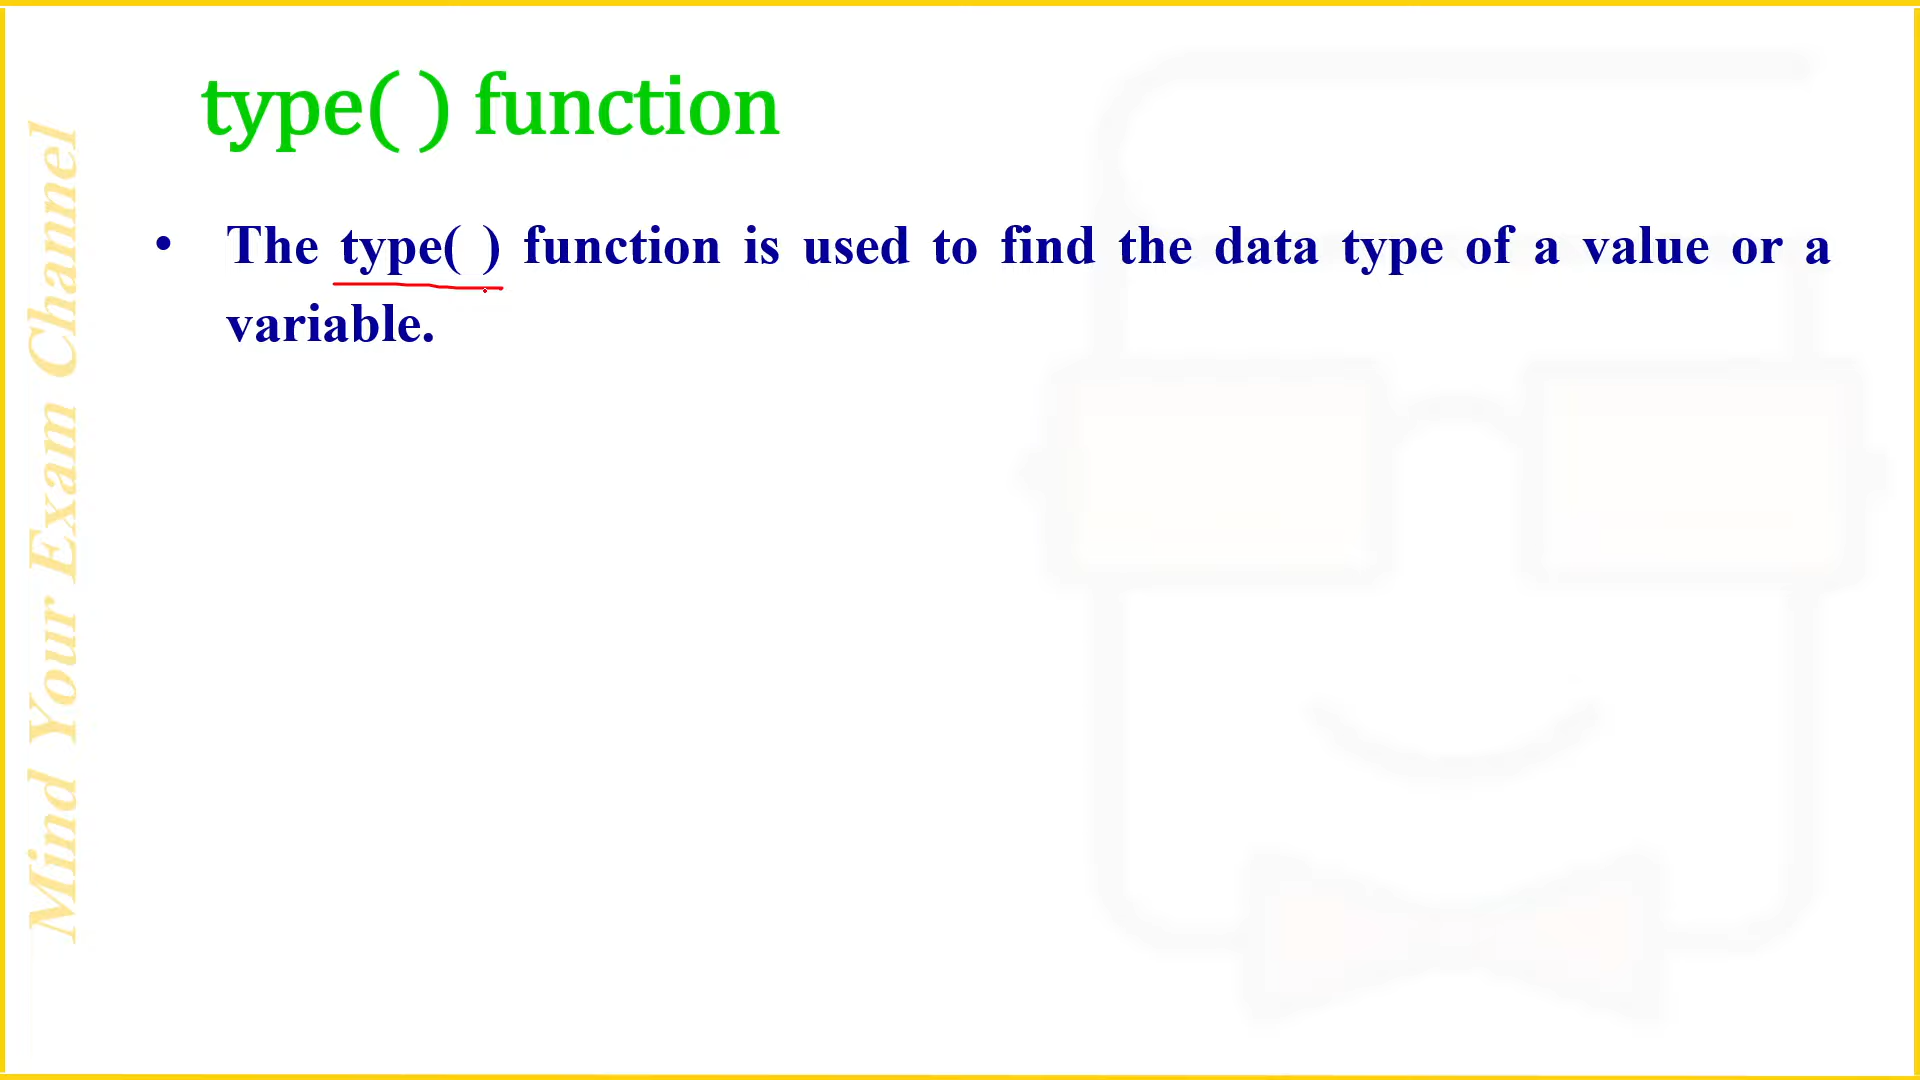 type( ) function
• The type( ) function is used to find the data type of a value or a
variable.
Mind Your Exam Channel